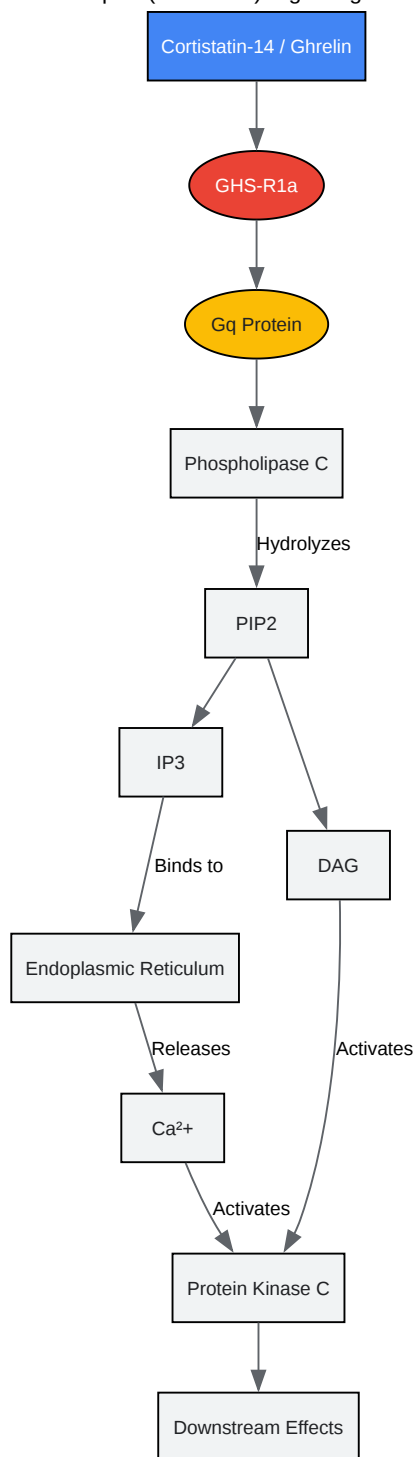 Cortistatin-14 / Ghrelin
GHS-R1a
Gq Protein
Phospholipase C
Hydrolyzes
PIP2
IP3
DAG
Binds to
Endoplasmic Reticulum
Releases
Activates
Ca²+
Activates
Protein Kinase C
Downstream Effects